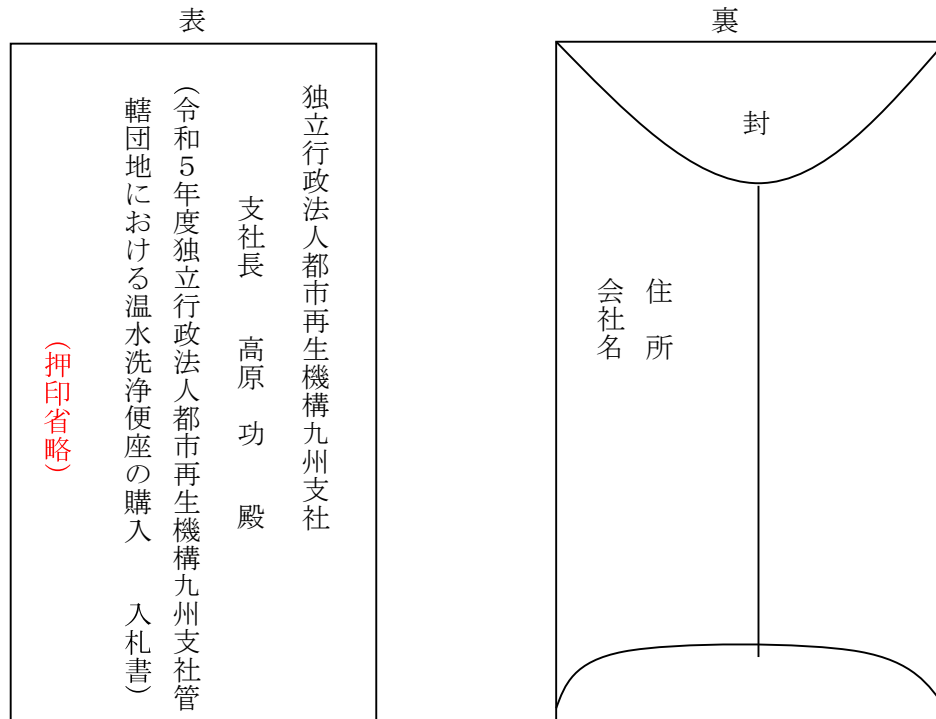 表
独立行政法人都市再生機構九州支社
支社長　高原　功　殿
(令和５年度独立行政法人都市再生機構九州支社管
轄団地における温水洗浄便座の購入　入札書)
(押印省略)
裏
封
住　所
会社名